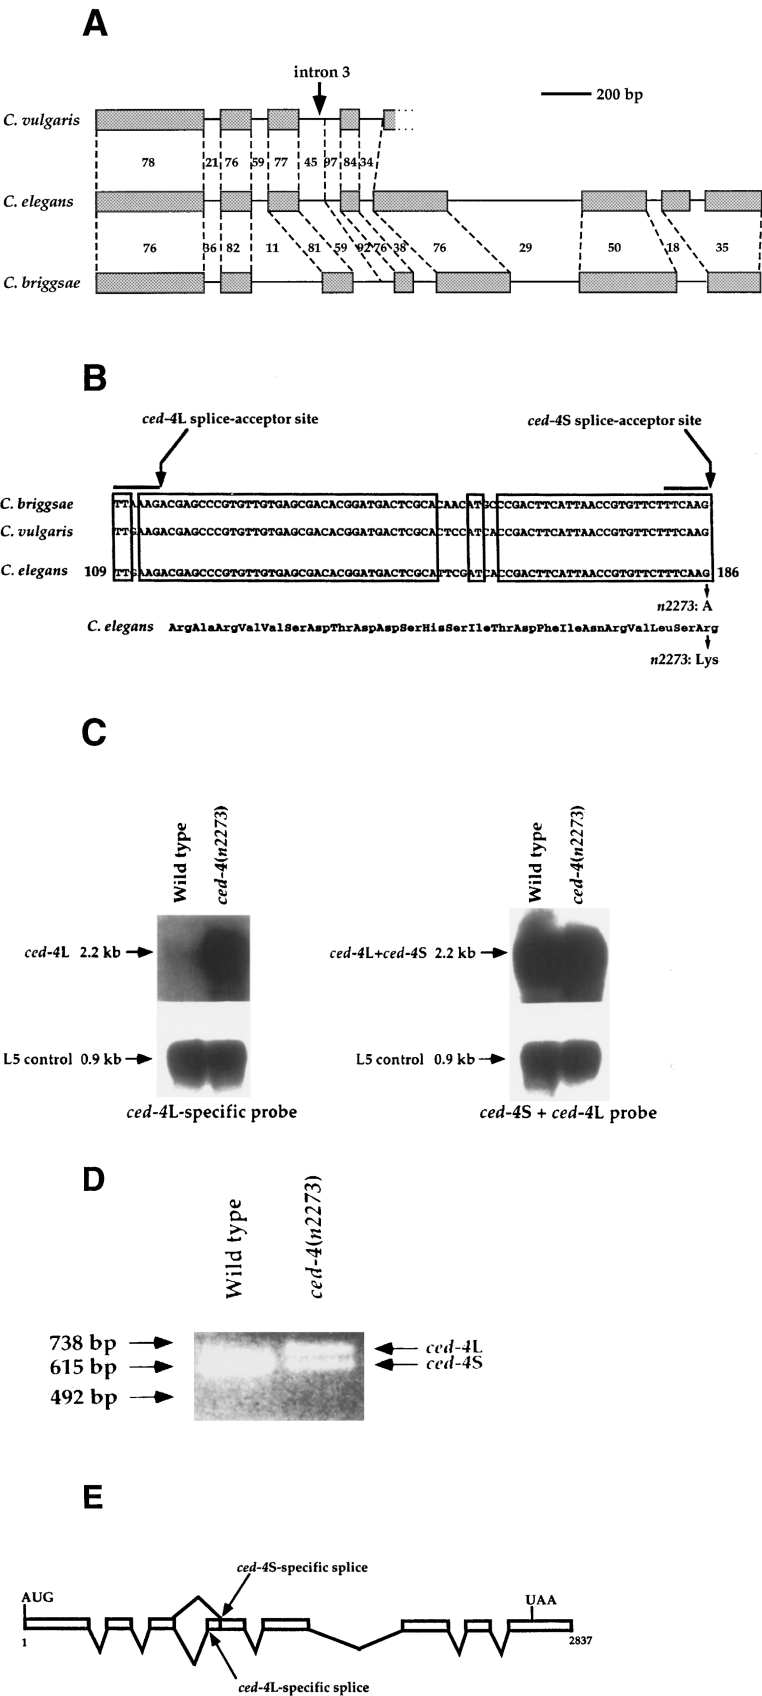 A
intron 3
200 bp
C. vulgaris
78 21 76 59 77 45 97 84 34
C. elegans
76 36 82 11 81 59 92 76 38 76 29 50 18 35
C. briggsae
B
ced-4L splice-acceptor site
ced-4S splice-acceptor site
C. briggsae TTAAAGACGAGCCCGTGTTGTGAGCGACACGGATGACTCGCACAACATGCCCGACTTCATTAACCGTGTTCTTTCAAG
C. vulgaris TTGAAGACGAGCCCGTGTTGTGAGCGACACGGATGACTCGCACTCCATCACCGACTTCATTAACCGTGTTCTTTCAAG
C. elegans 109 TTGAAGACGAGCCCGTGTTGTGAGCGACACGGATGACTCGCATTCGATCACCGACTTCATTAACCGTGTTCTTTCAAG 186
n2273: A
C. elegans ArgAlaArgValValSerAspThrAspAspSerHisSerIleThrAspPheIleAsnArgValLeuSerArg
n2273: Lys
C
Wild type
ced-4(n2273)
Wild type
ced-4(n2273)
ced-4L 2.2 kb
ced-4L+ced-4S 2.2 kb
L5 control 0.9 kb
L5 control 0.9 kb
ced-4L-specific probe
ced-4S + ced-4L probe
D
Wild type
ced-4(n2273)
738 bp
ced-4L
615 bp
ced-4S
492 bp
E
ced-4S-specific splice
AUG
UAA
1
2837
ced-4L-specific splice